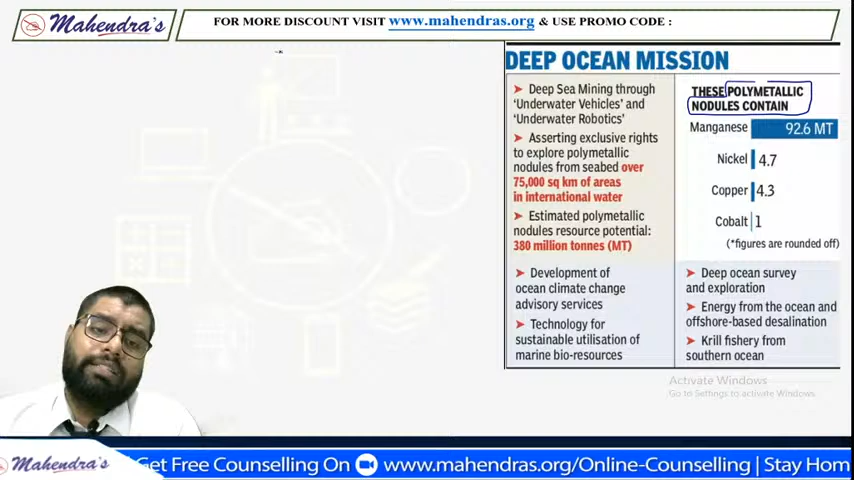 Mahendra's
FOR MORE DISCOUNT VISIT www.mahendras.org & USE PROMO CODE :
DEEP OCEAN MISSION
Deep Sea Mining through
'Underwater Vehicles' and
'Underwater Robotics'
Asserting exclusive rights
to explore polymetallic
nodules from seabed over
75,000 sq km of areas
in international water
Estimated polymetallic
nodules resource potential:
380 million tonnes (MT)
THESE POLYMETALLIC
NODULES CONTAIN
Manganese 92.6 MT
Nickel 4.7
Copper 4.3
Cobalt 1
(*figures are rounded off)
Development of
ocean climate change
advisory services
Technology for
sustainable utilisation of
marine bio-resources
Deep ocean survey
and exploration
Energy from the ocean and
offshore-based desalination
Krill fishery from
southern ocean
Activate Windows
Go to Settings to activate Windows.
Mahendra's Get Free Counselling On www.mahendras.org/Online-Counselling | Stay Hom